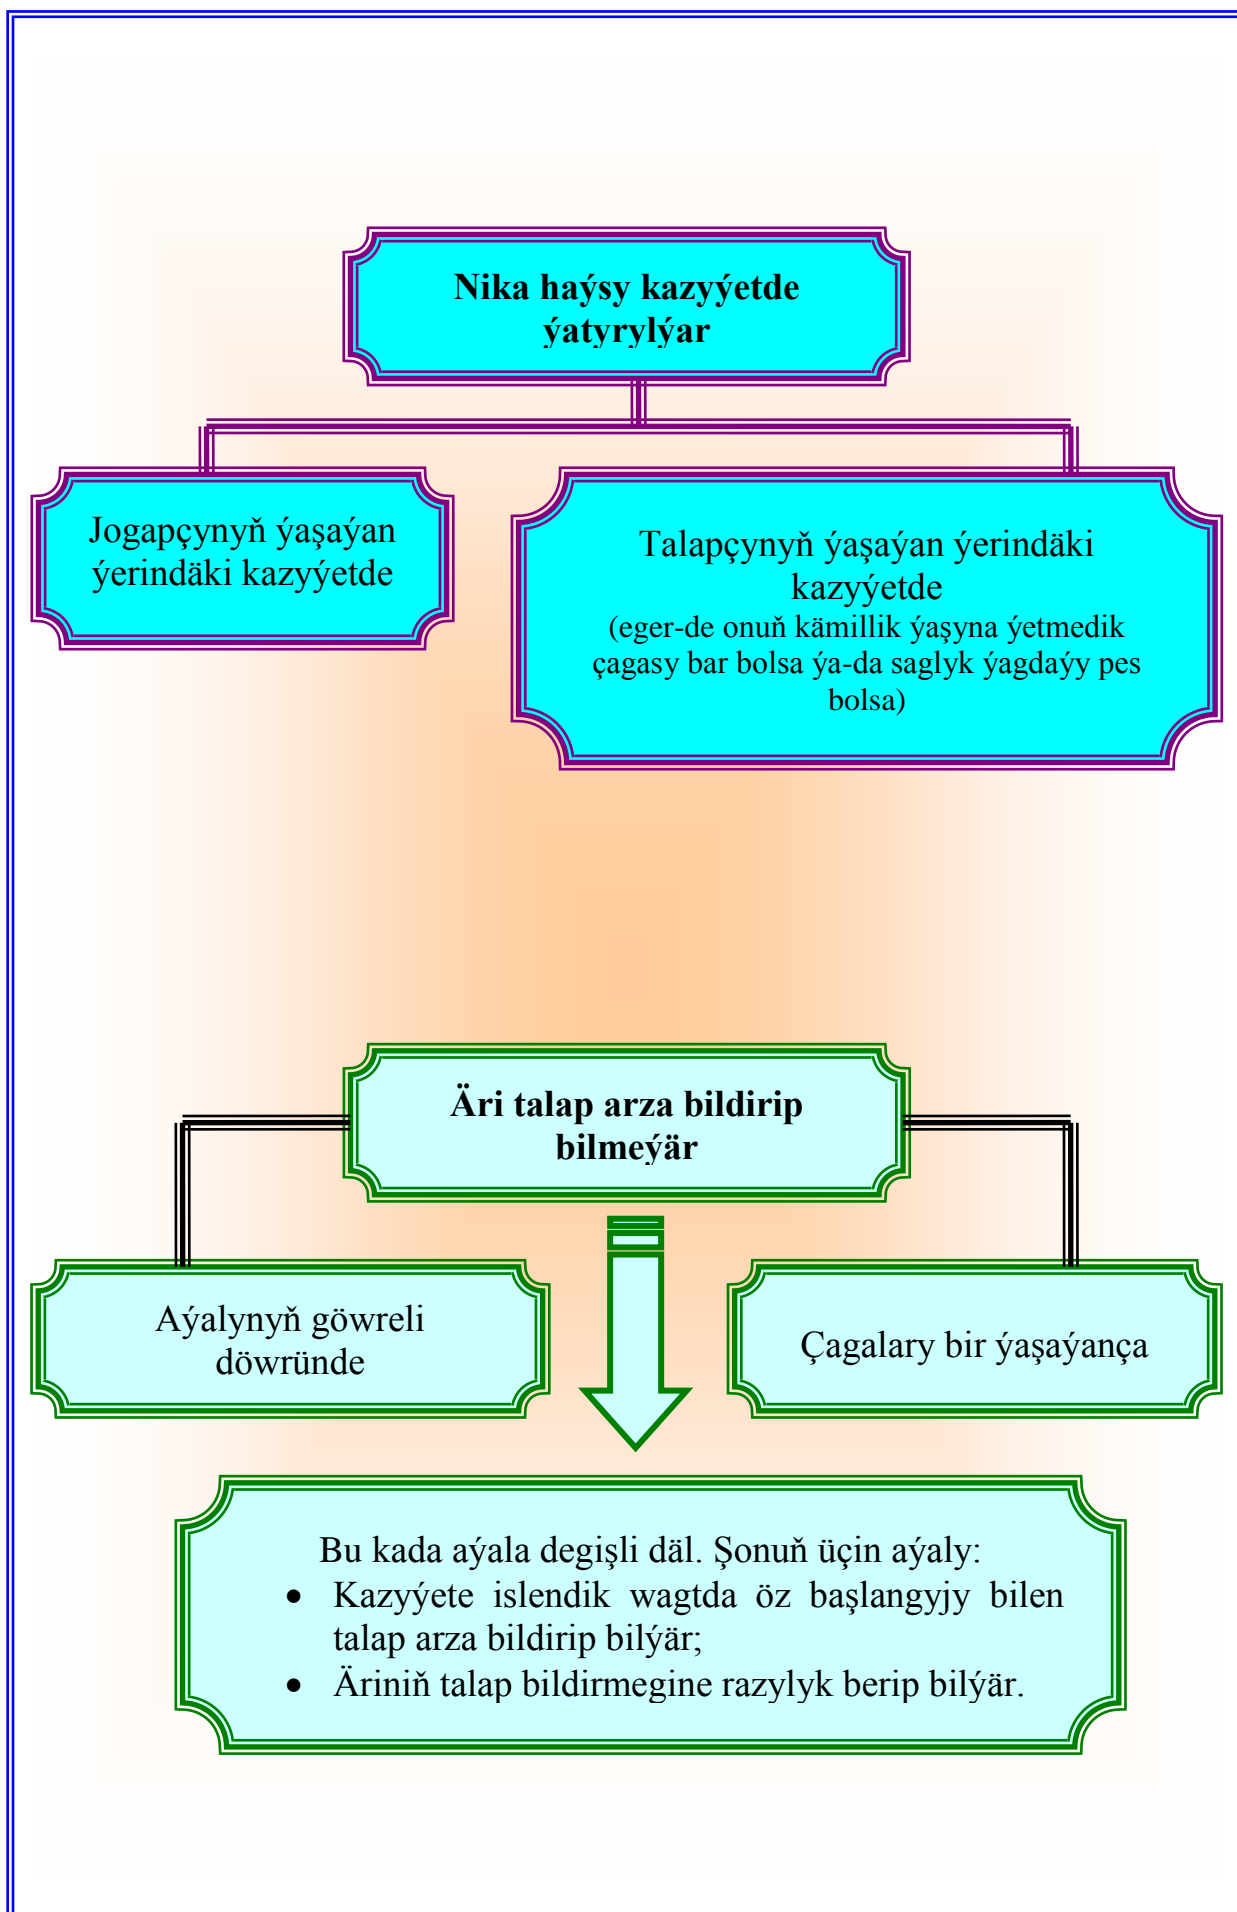 Nika haýsy kazyýetde
ýatyrylýar
Jogapçynyň ýaşaýan
ýerindäki kazyýetde
Talapçynyň ýaşaýan ýerindäki
kazyýetde
(eger-de onuň kämillik ýaşyna ýetmedik
çagasy bar bolsa ýa-da saglyk ýagdaýy pes
bolsa)
Äri talap arza bildirip
bilmeýär
Aýalynyň göwreli
döwründe
Çagalary bir ýaşaýança
Bu kada aýala degişli däl. Şonuň üçin aýaly:
• Kazyýete islendik wagtda öz başlangyjy bilen
talap arza bildirip bilýär;
• Äriniň talap bildirmegine razylyk berip bilýär.